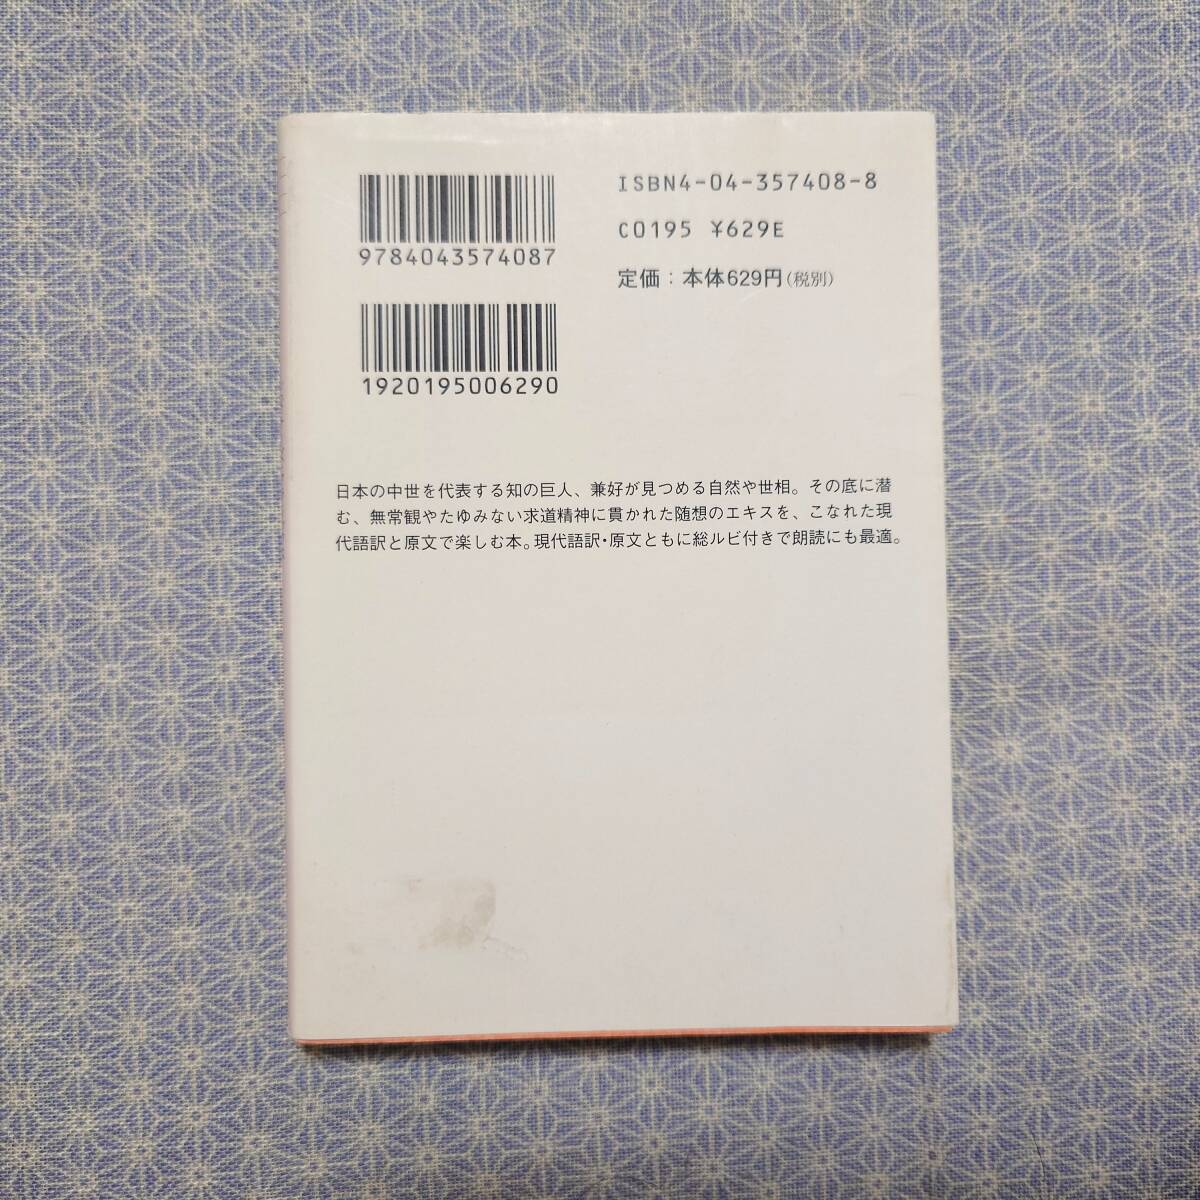 9784043574087
1920195006290
ISBN4-04-357408-8
C0195 ¥629E
定価：本体629円（税別）
日本の中世を代表する知の巨人、兼好が見つめる自然や世相。その底に潜
む、無常観やたゆみない求道精神に貫かれた随想のエキスを、こなれた現
代語訳と原文で楽しむ本。現代語訳・原文ともに総ルビ付きで朗読にも最適。